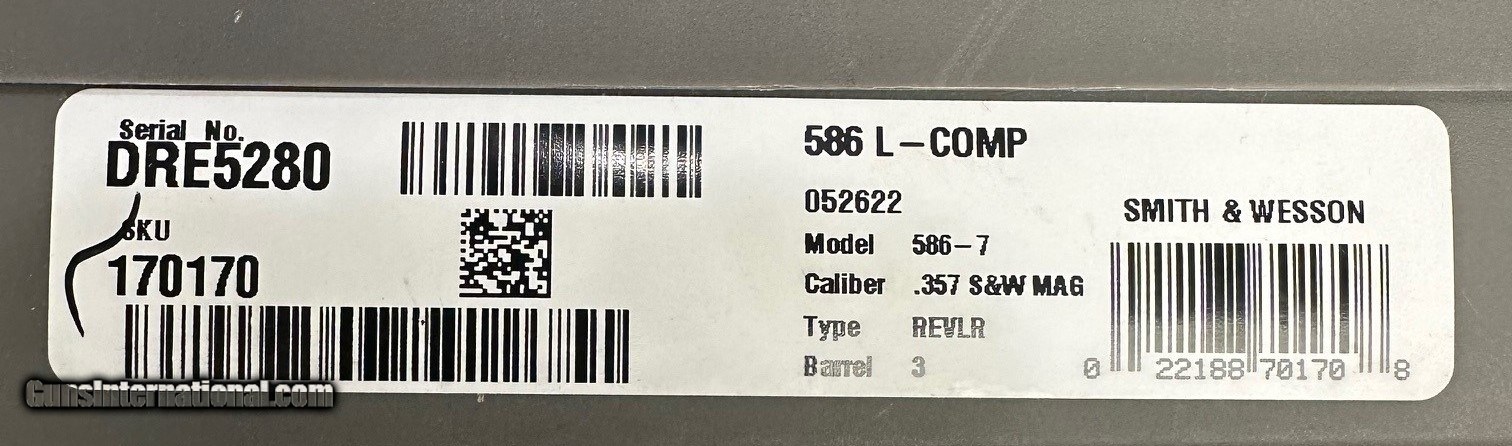 Serial No.
DRE5280
SKU
170170
586 L-COMP
052622
Model 586-7
Caliber .357 S&W MAG
Type REVLR
Barrel 3
SMITH & WESSON
0 22188 70170 8
GunsInternational.com